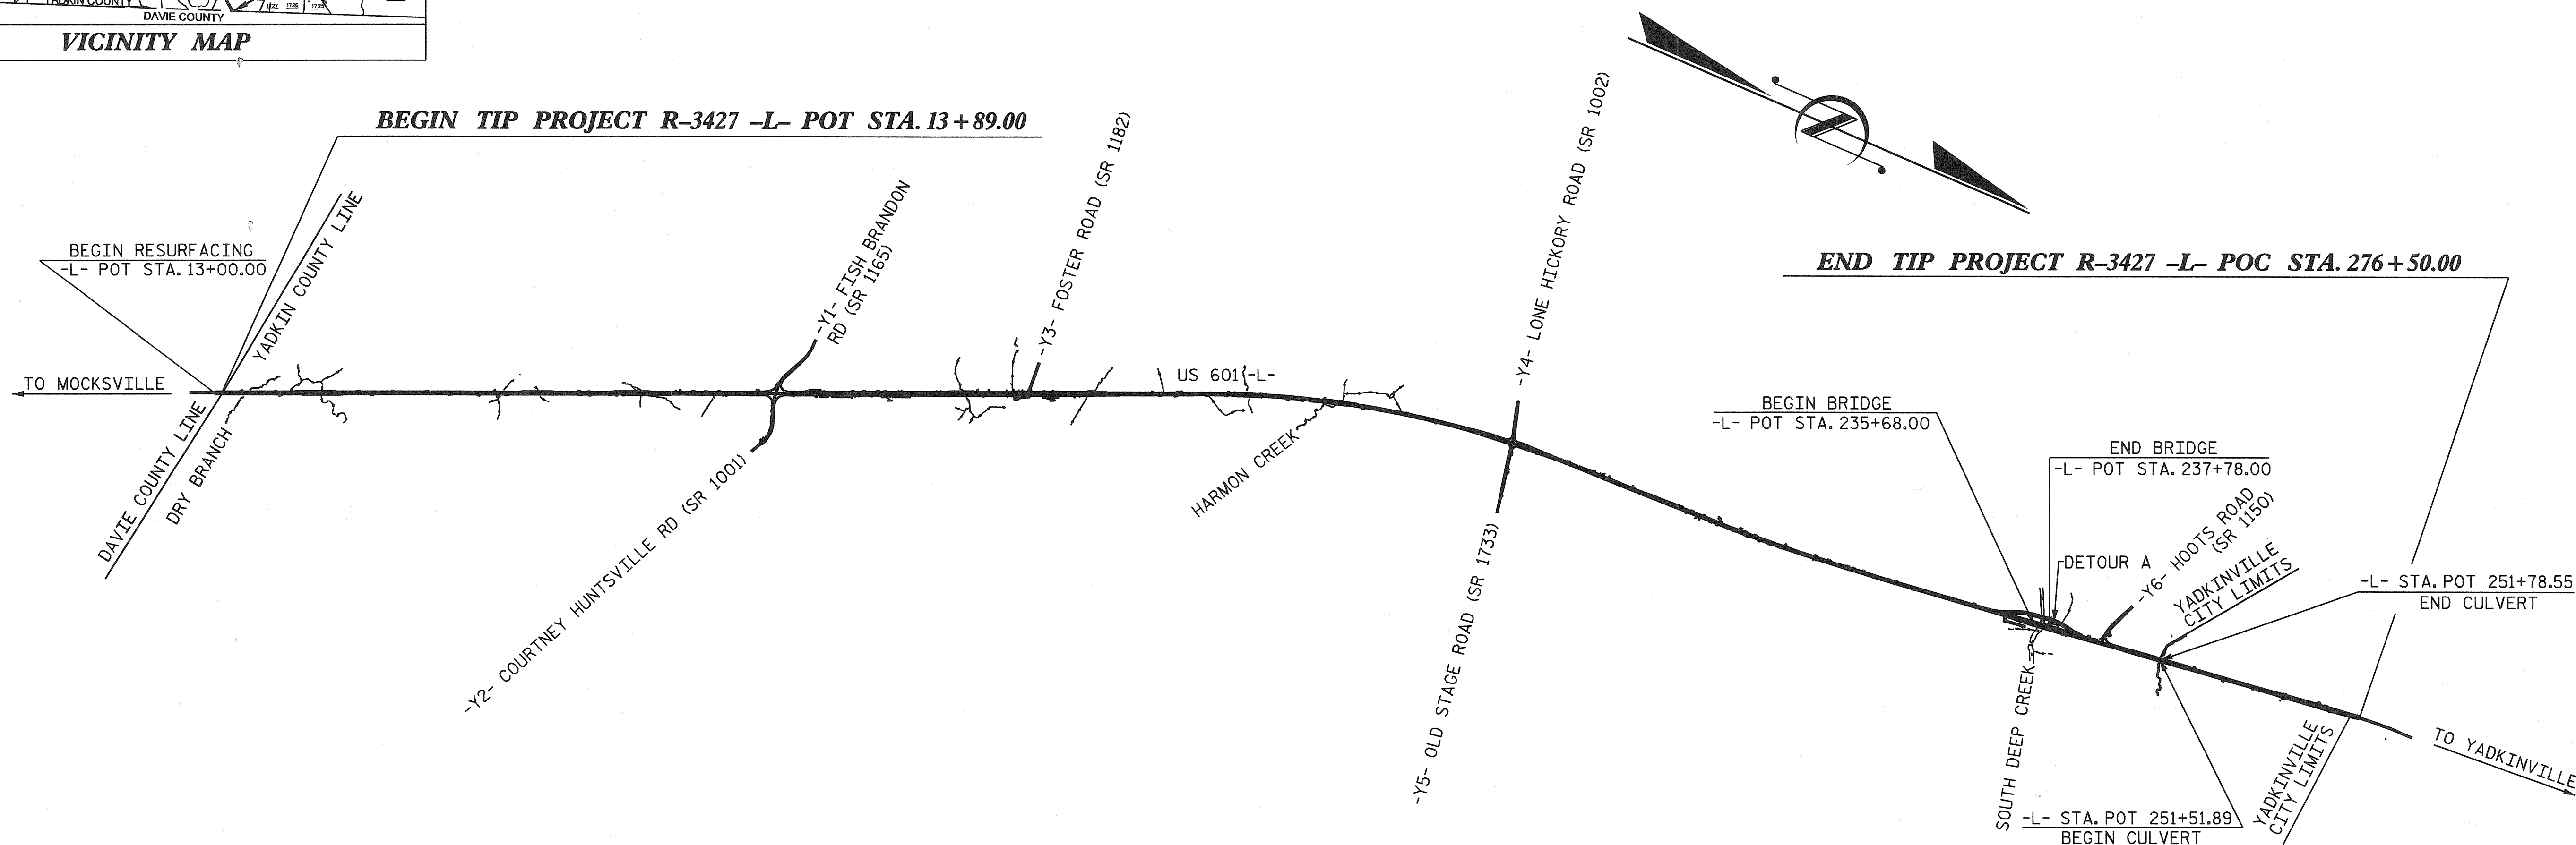 YADKIN COUNTY
DAVIE COUNTY
1727 1728 1729
VICINITY MAP
BEGIN TIP PROJECT R-3427 -L- POT STA. 13+89.00
BEGIN RESURFACING
-L- POT STA. 13+00.00
YADKIN COUNTY LINE
-Y1- FISH BRANDON
RD (SR 1165)
-Y3- FOSTER ROAD (SR 1182)
-Y4- LONE HICKORY ROAD (SR 1002)
END TIP PROJECT R-3427 -L- POC STA. 276+50.00
TO MOCKSVILLE
US 601 -L-
DAVIE COUNTY LINE
DRY BRANCH
-Y2- COURTNEY HUNTSVILLE RD (SR 1001)
HARMON CREEK
-Y5- OLD STAGE ROAD (SR 1733)
BEGIN BRIDGE
-L- POT STA. 235+68.00
END BRIDGE
-L- POT STA. 237+78.00
DETOUR A
-Y6- HOOTS ROAD
(SR 1150)
YADKINVILLE
CITY LIMITS
-L- STA. POT 251+78.55
END CULVERT
SOUTH DEEP CREEK
-L- STA. POT 251+51.89
BEGIN CULVERT
YADKINVILLE
CITY LIMITS
TO YADKINVILLE